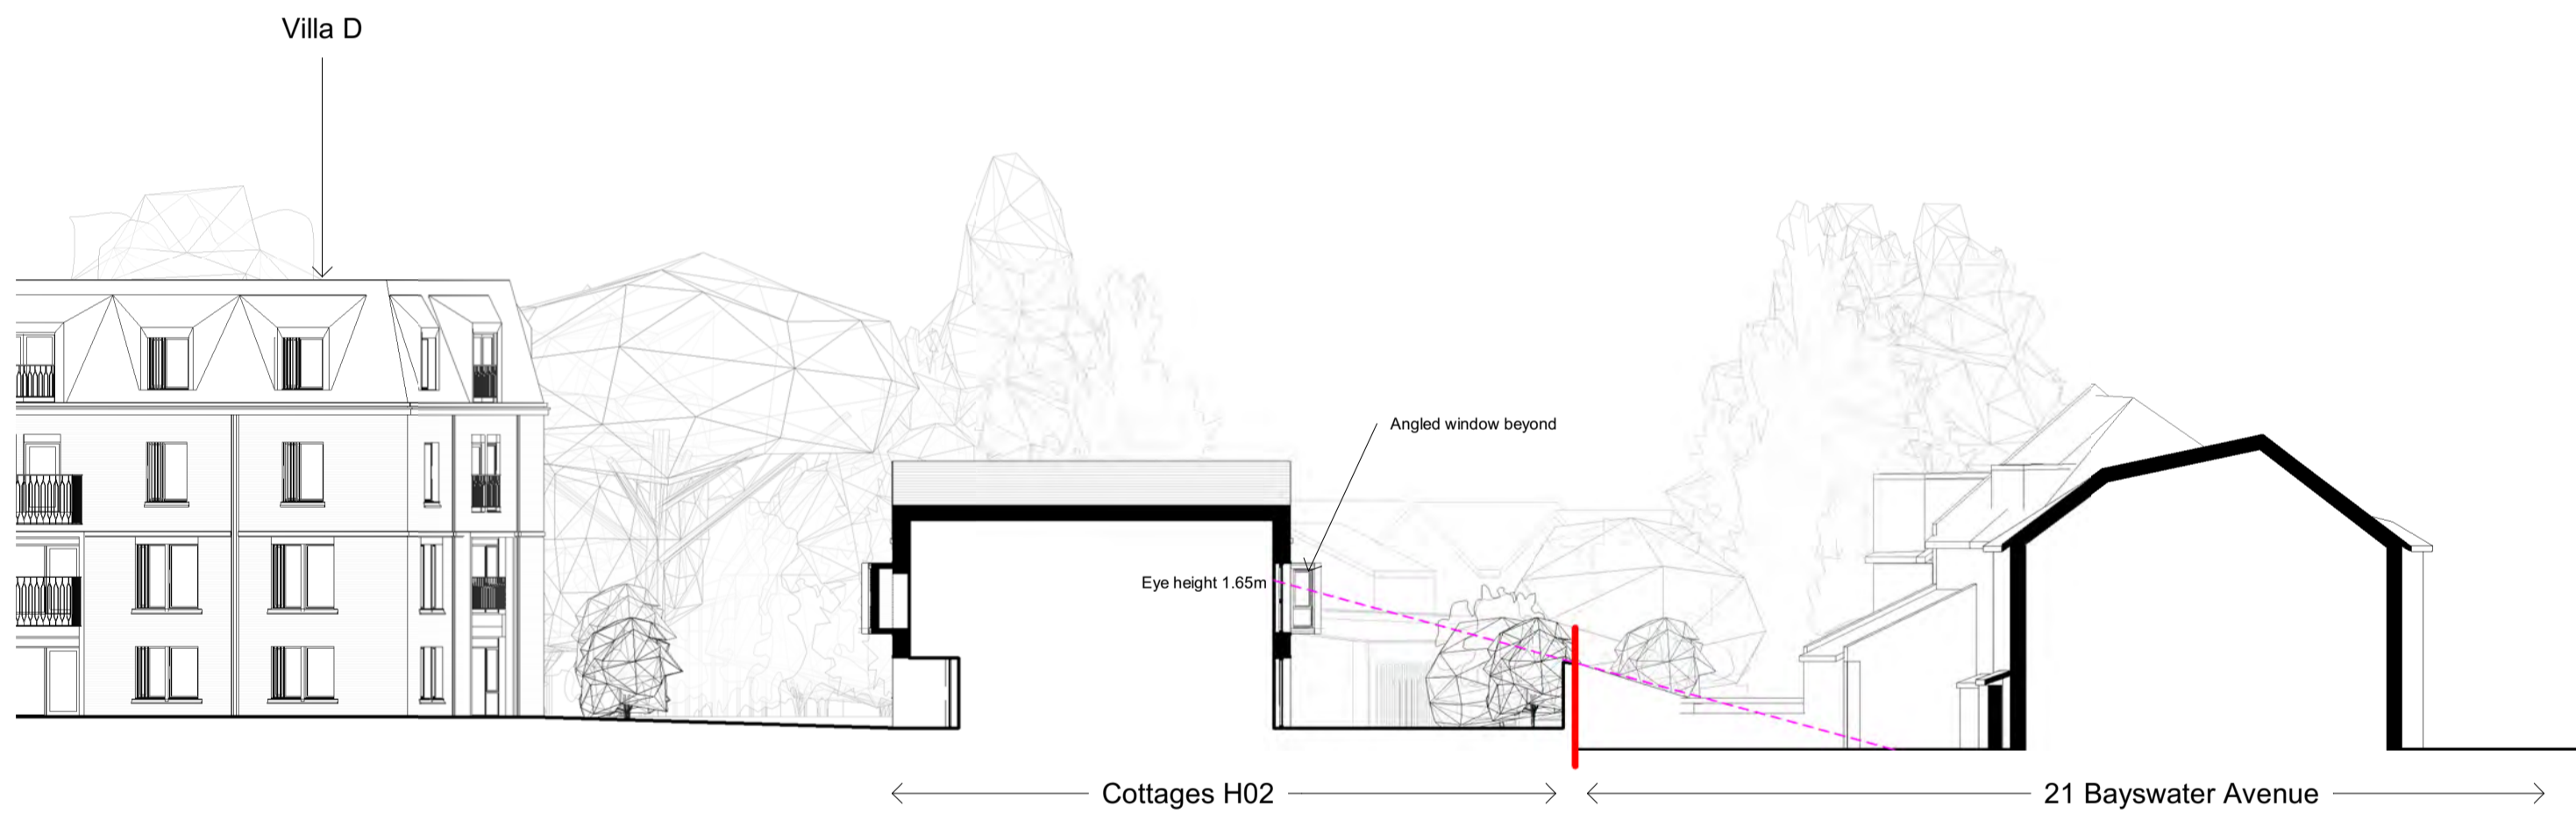 Villa D
Angled window beyond
Eye height 1.65m
Cottages H02
21 Bayswater Avenue